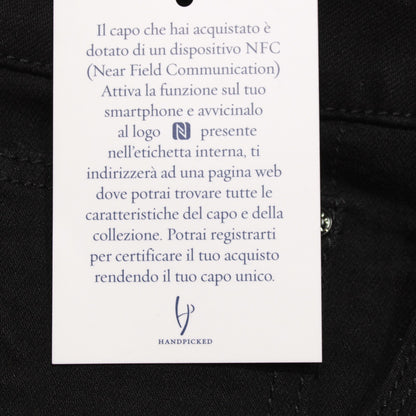 Il capo che hai acquistato è
dotato di un dispositivo NFC
(Near Field Communication)
Attiva la funzione sul tuo
smartphone e avvicinalo
al logo N presente
nell'etichetta interna, ti
indirizzerà ad una pagina web
dove potrai trovare tutte le
caratteristiche del capo e della
collezione. Potrai registrarti
per certificare il tuo acquisto
rendendo il tuo capo unico.
HANDPICKED